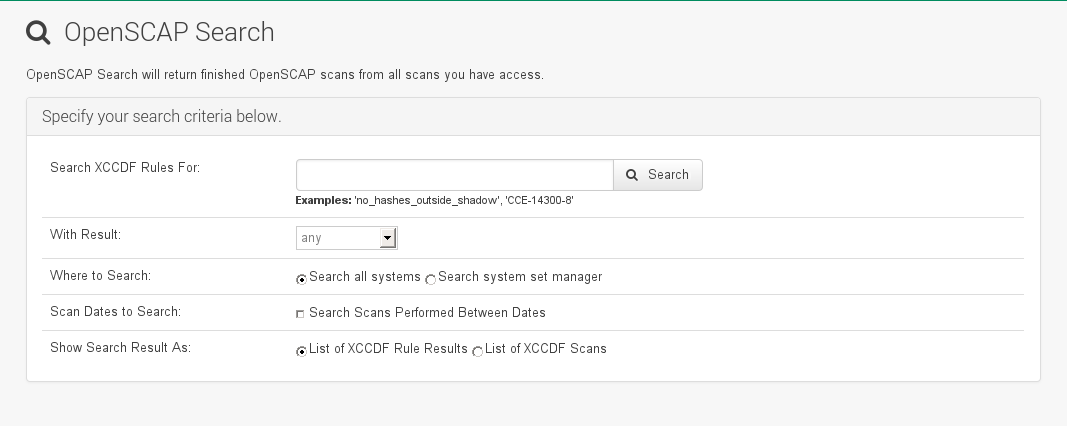 OpenSCAP Search
OpenSCAP Search will return finished OpenSCAP scans from all scans you have access.
Specify your search criteria below.
Search XCCDF Rules For:
Search
Examples: 'no_hashes_outside_shadow', 'CCE-14300-8'
With Result:
any
Where to Search:
Search all systems Search system set manager
Scan Dates to Search:
Search Scans Performed Between Dates
Show Search Result As:
List of XCCDF Rule Results List of XCCDF Scans